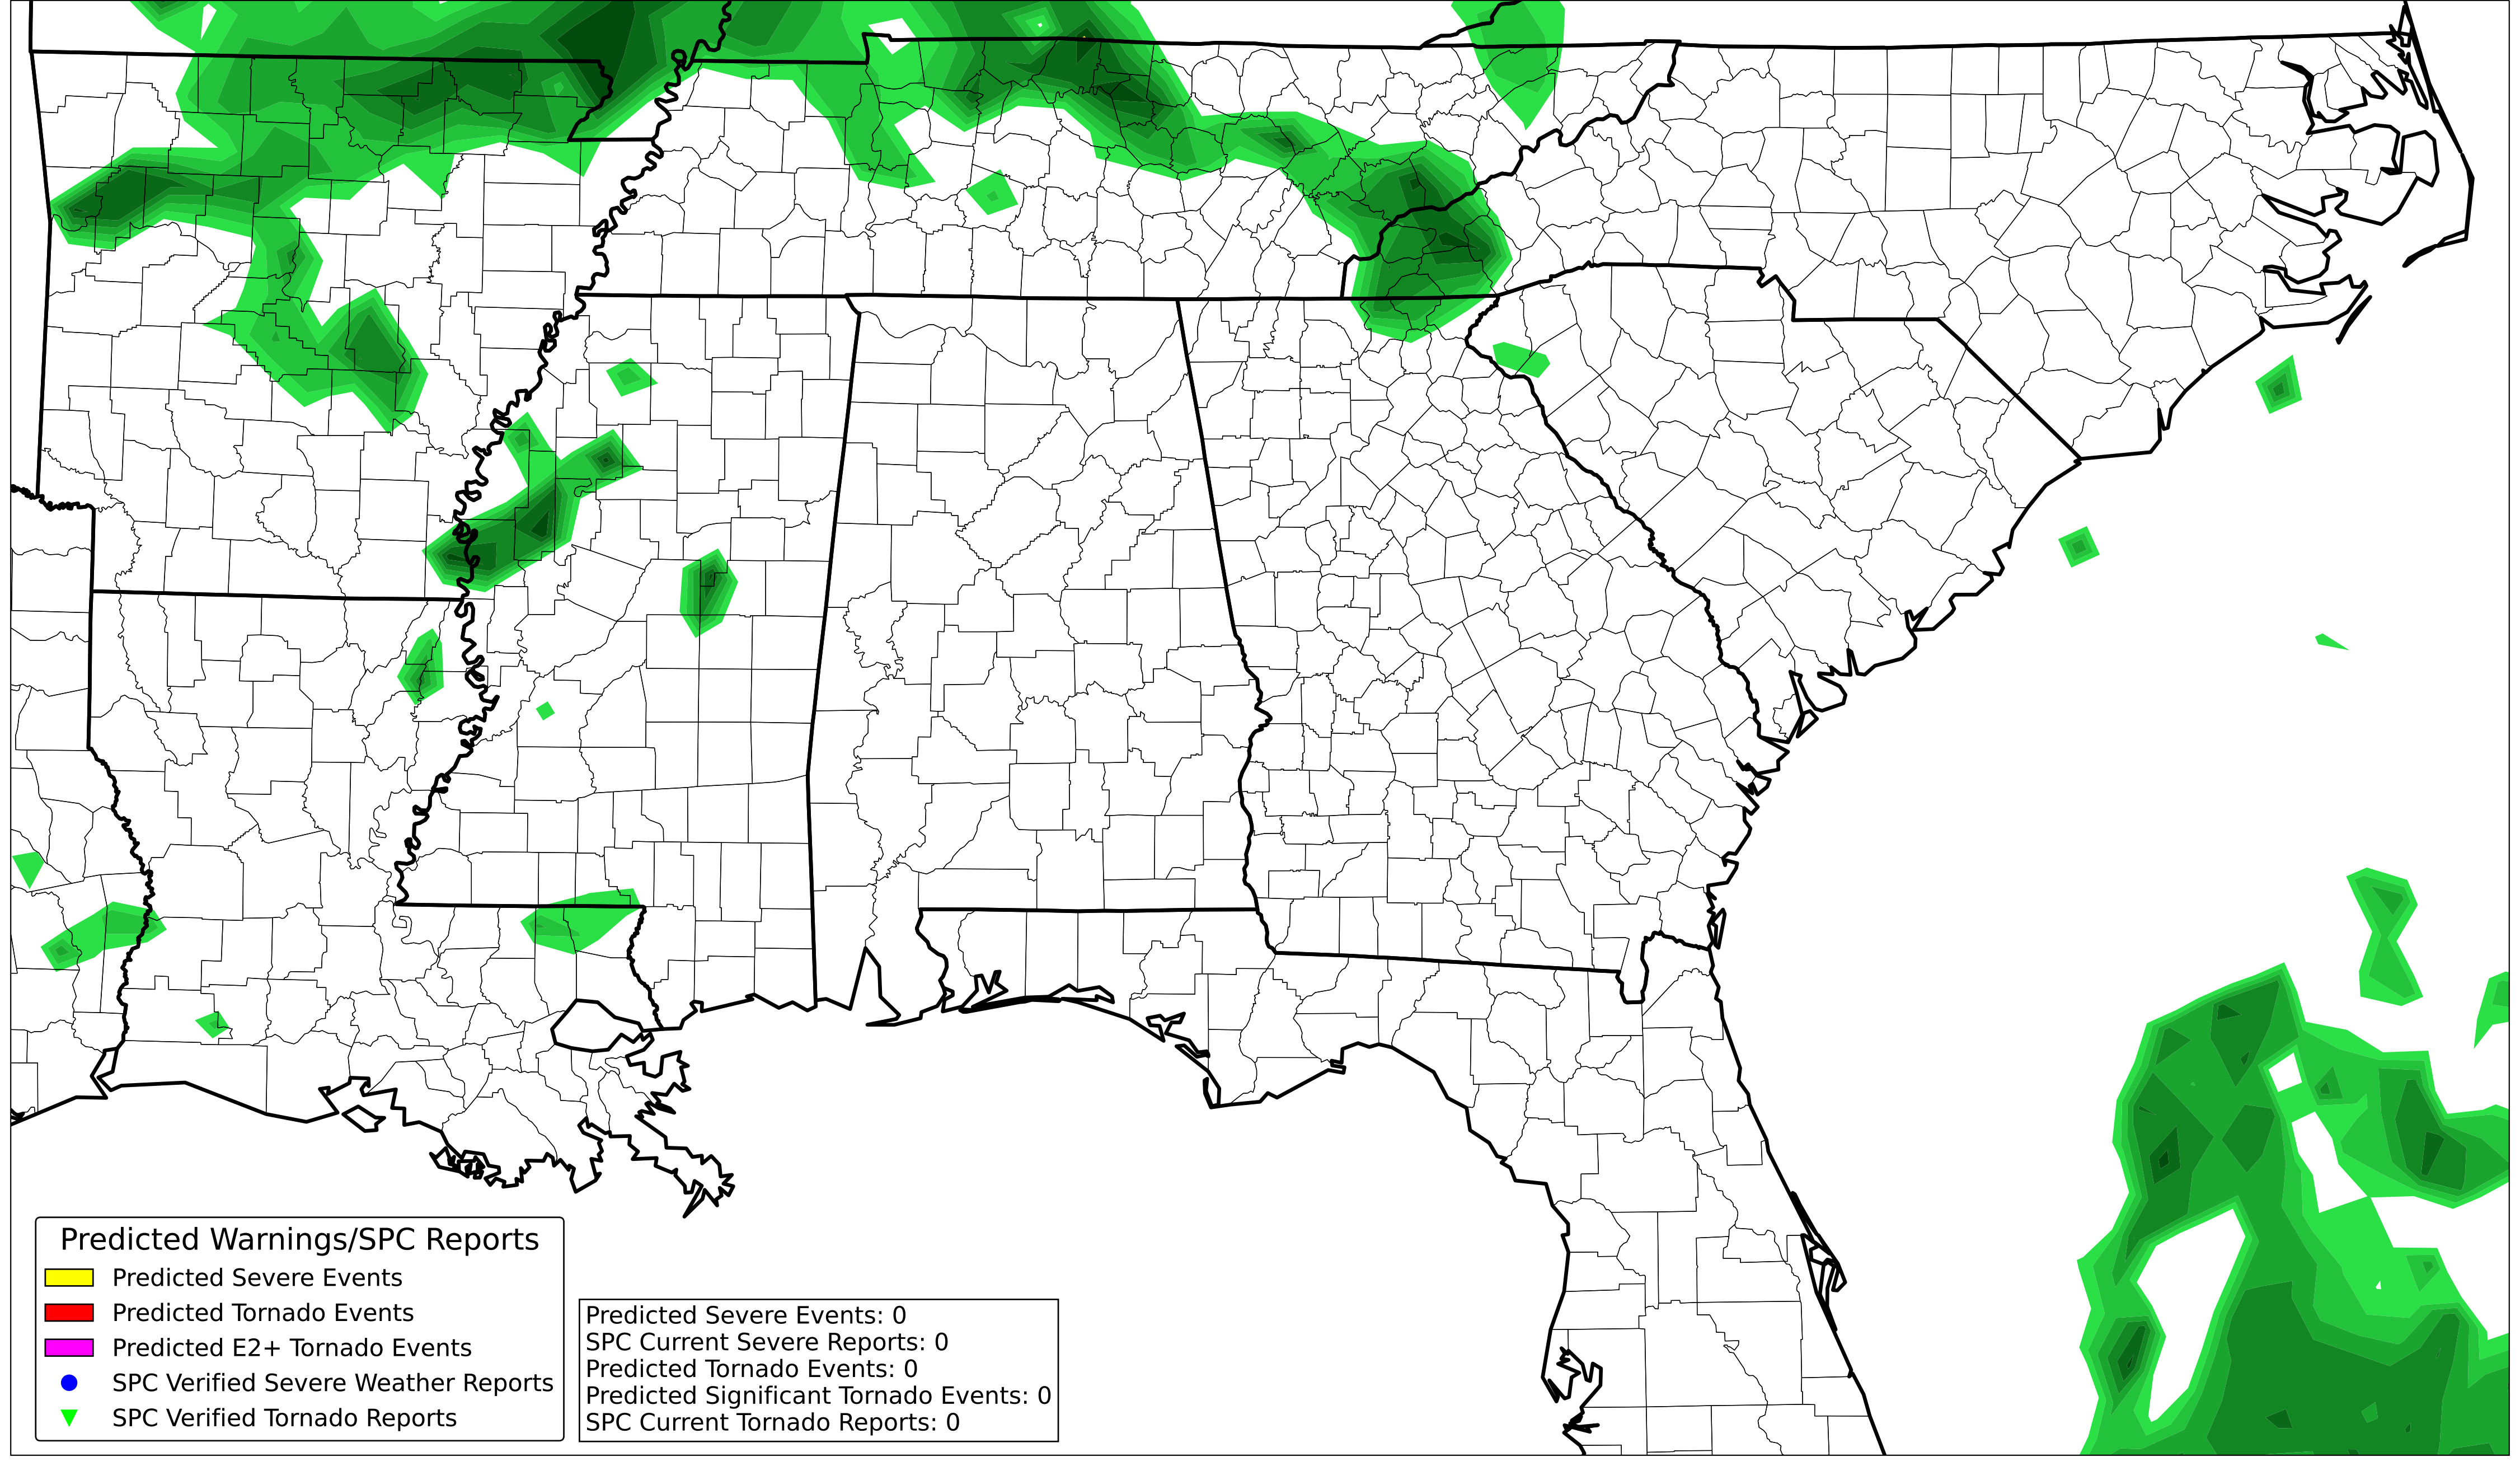 Predicted Warnings/SPC Reports
Predicted Severe Events
Predicted Tornado Events
Predicted E2+ Tornado Events
SPC Verified Severe Weather Reports
SPC Verified Tornado Reports
Predicted Severe Events: 0
SPC Current Severe Reports: 0
Predicted Tornado Events: 0
Predicted Significant Tornado Events: 0
SPC Current Tornado Reports: 0